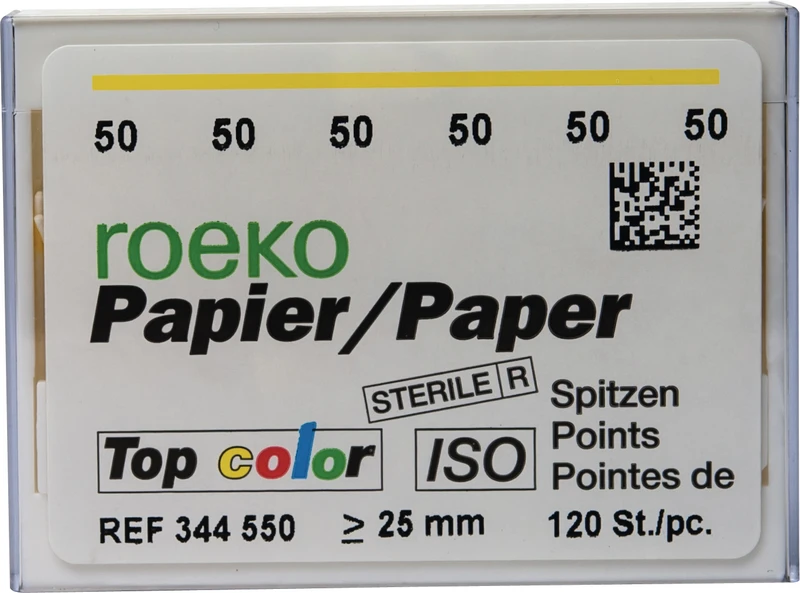 50 50 50 50 50 50
roeko
Papier/Paper
STERILE R
Spitzen
Points
Pointes de
Top color
ISO
REF 344 550 ≥ 25 mm 120 St./pc.